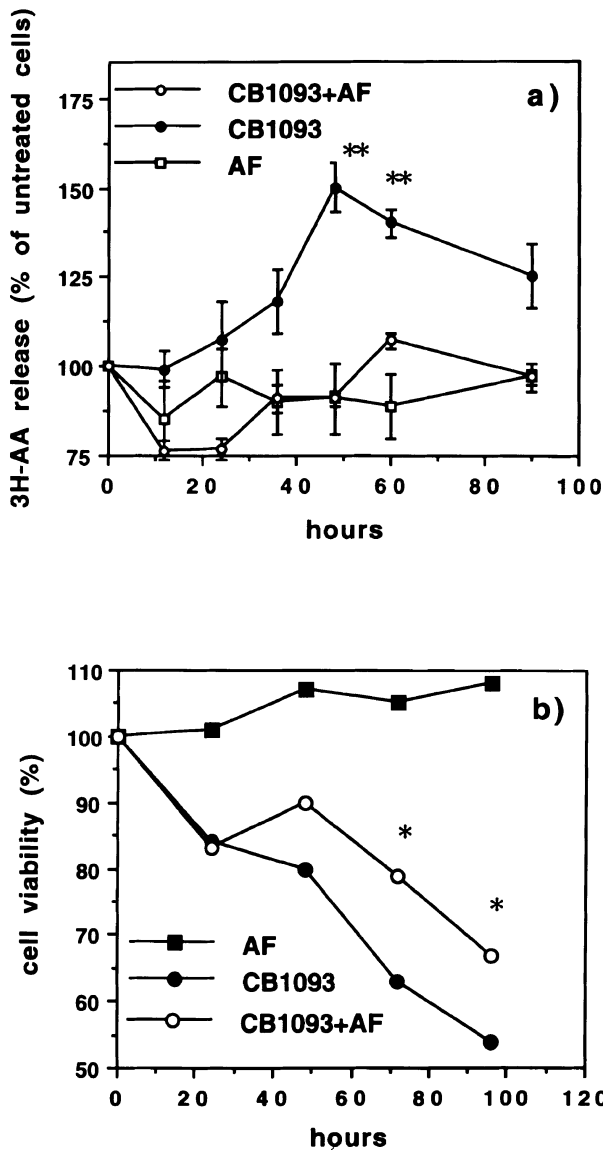 3H-AA release (% of untreated cells)
175
150
125
100
75
CB1093+AF
CB1093
AF
a)
**
**
0 20 40 60 80 100
hours
cell viability (%)
110
100
90
80
70
60
50
b)
*
*
AF
CB1093
CB1093+AF
0 20 40 60 80 100 120
hours